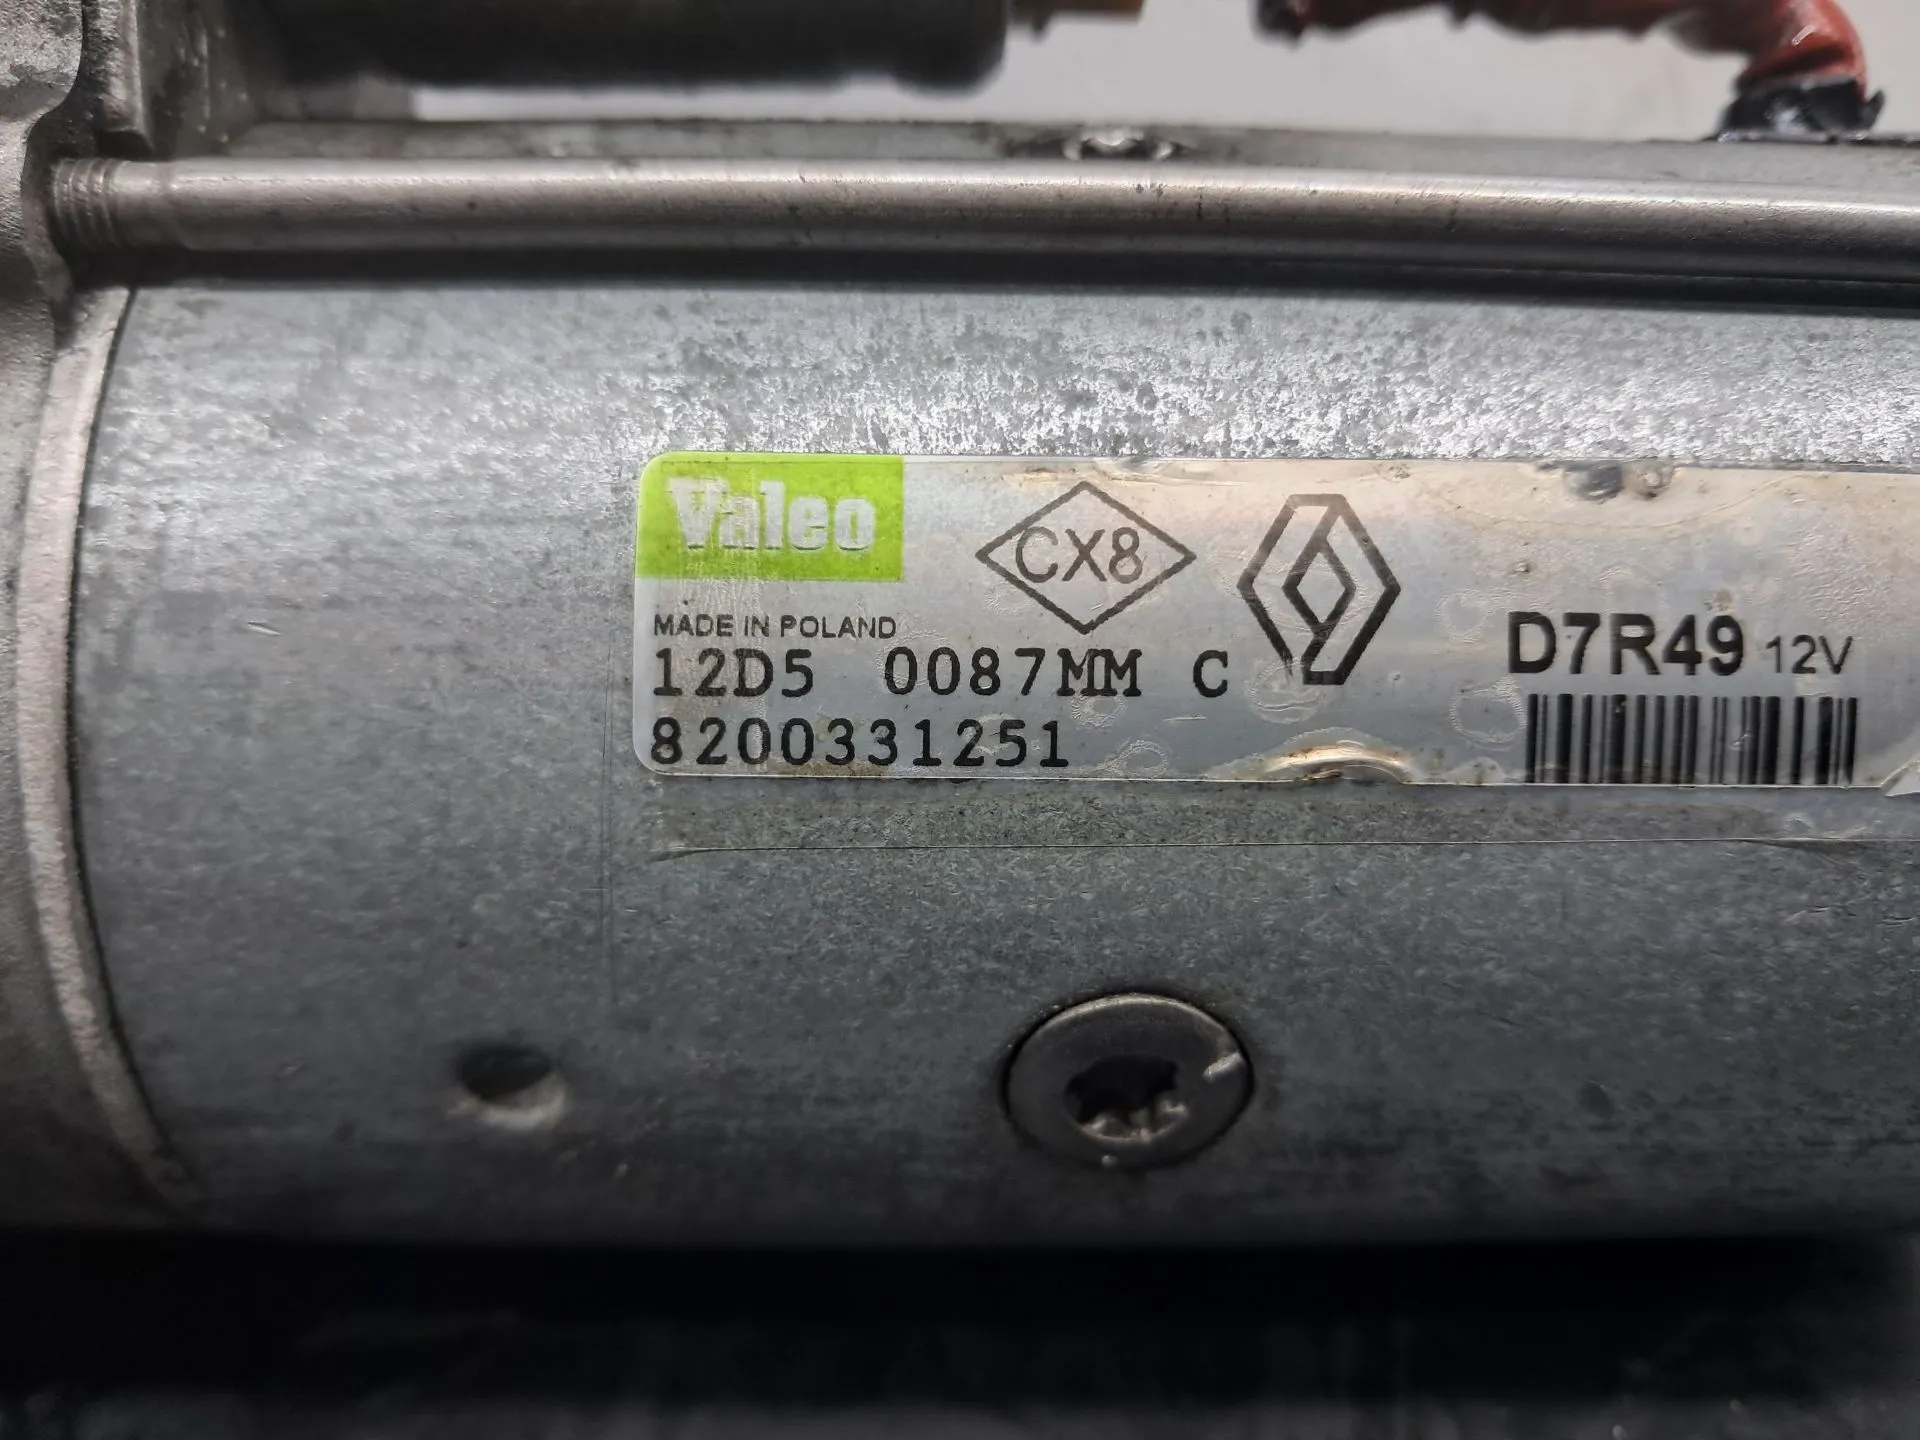 Valeo
CX8
MADE IN POLAND
D7R49 12V
12D5 0087MM C
8200331251